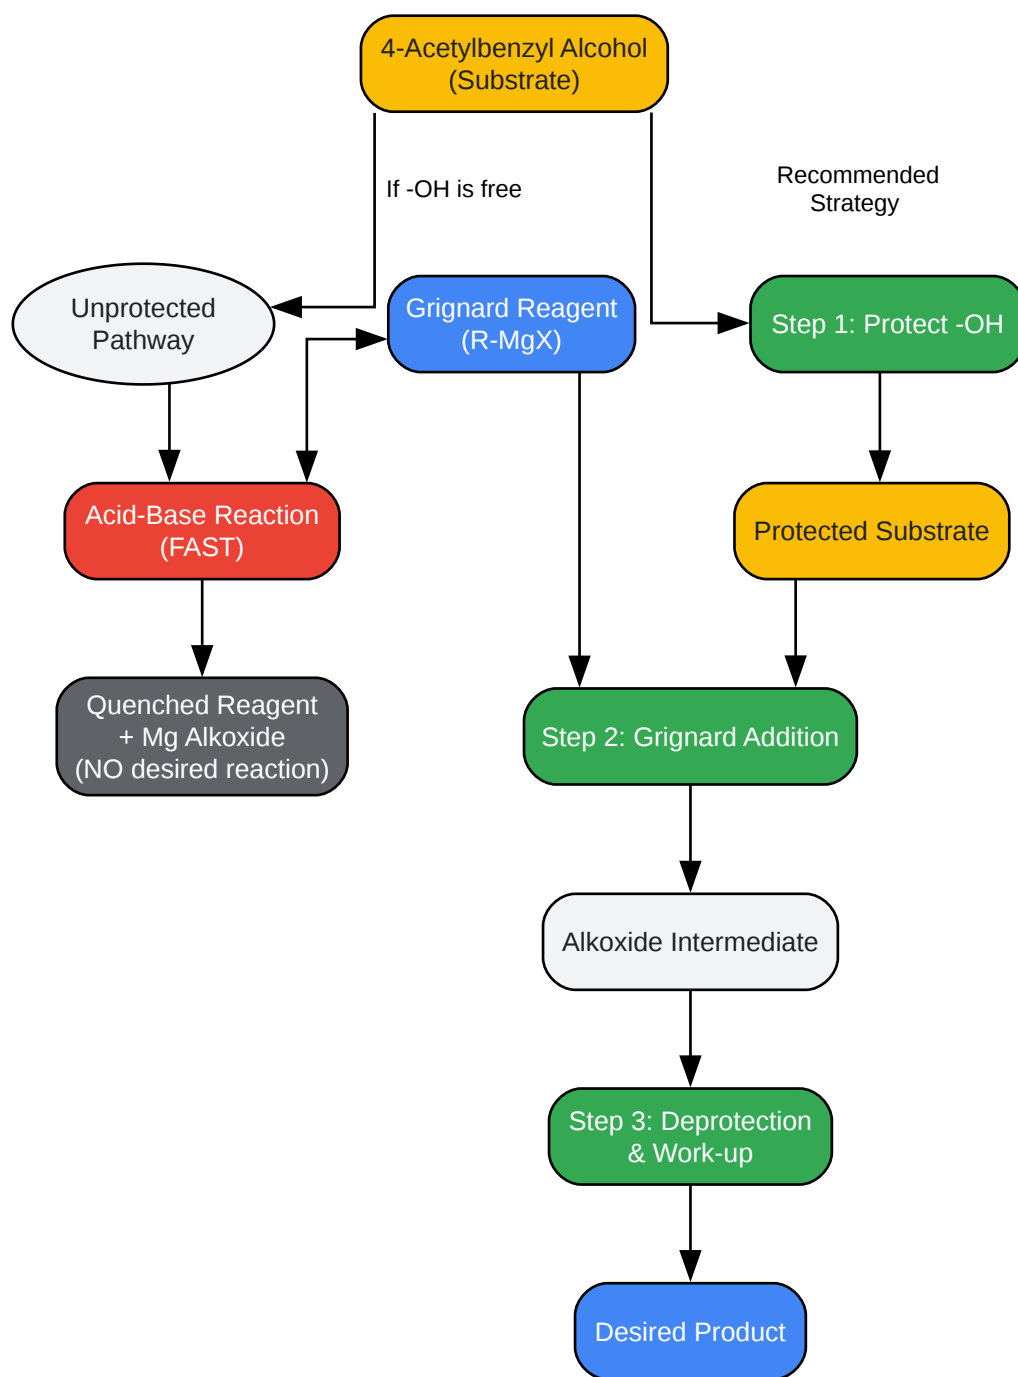 4-Acetylbenzyl Alcohol
(Substrate)
If -OH is free
Recommended
Strategy
Unprotected
Pathway
Grignard Reagent
(R-MgX)
Step 1: Protect -OH
Acid-Base Reaction
(FAST)
Protected Substrate
Quenched Reagent
+ Mg Alkoxide
(NO desired reaction)
Step 2: Grignard Addition
Alkoxide Intermediate
Step 3: Deprotection
& Work-up
Desired Product